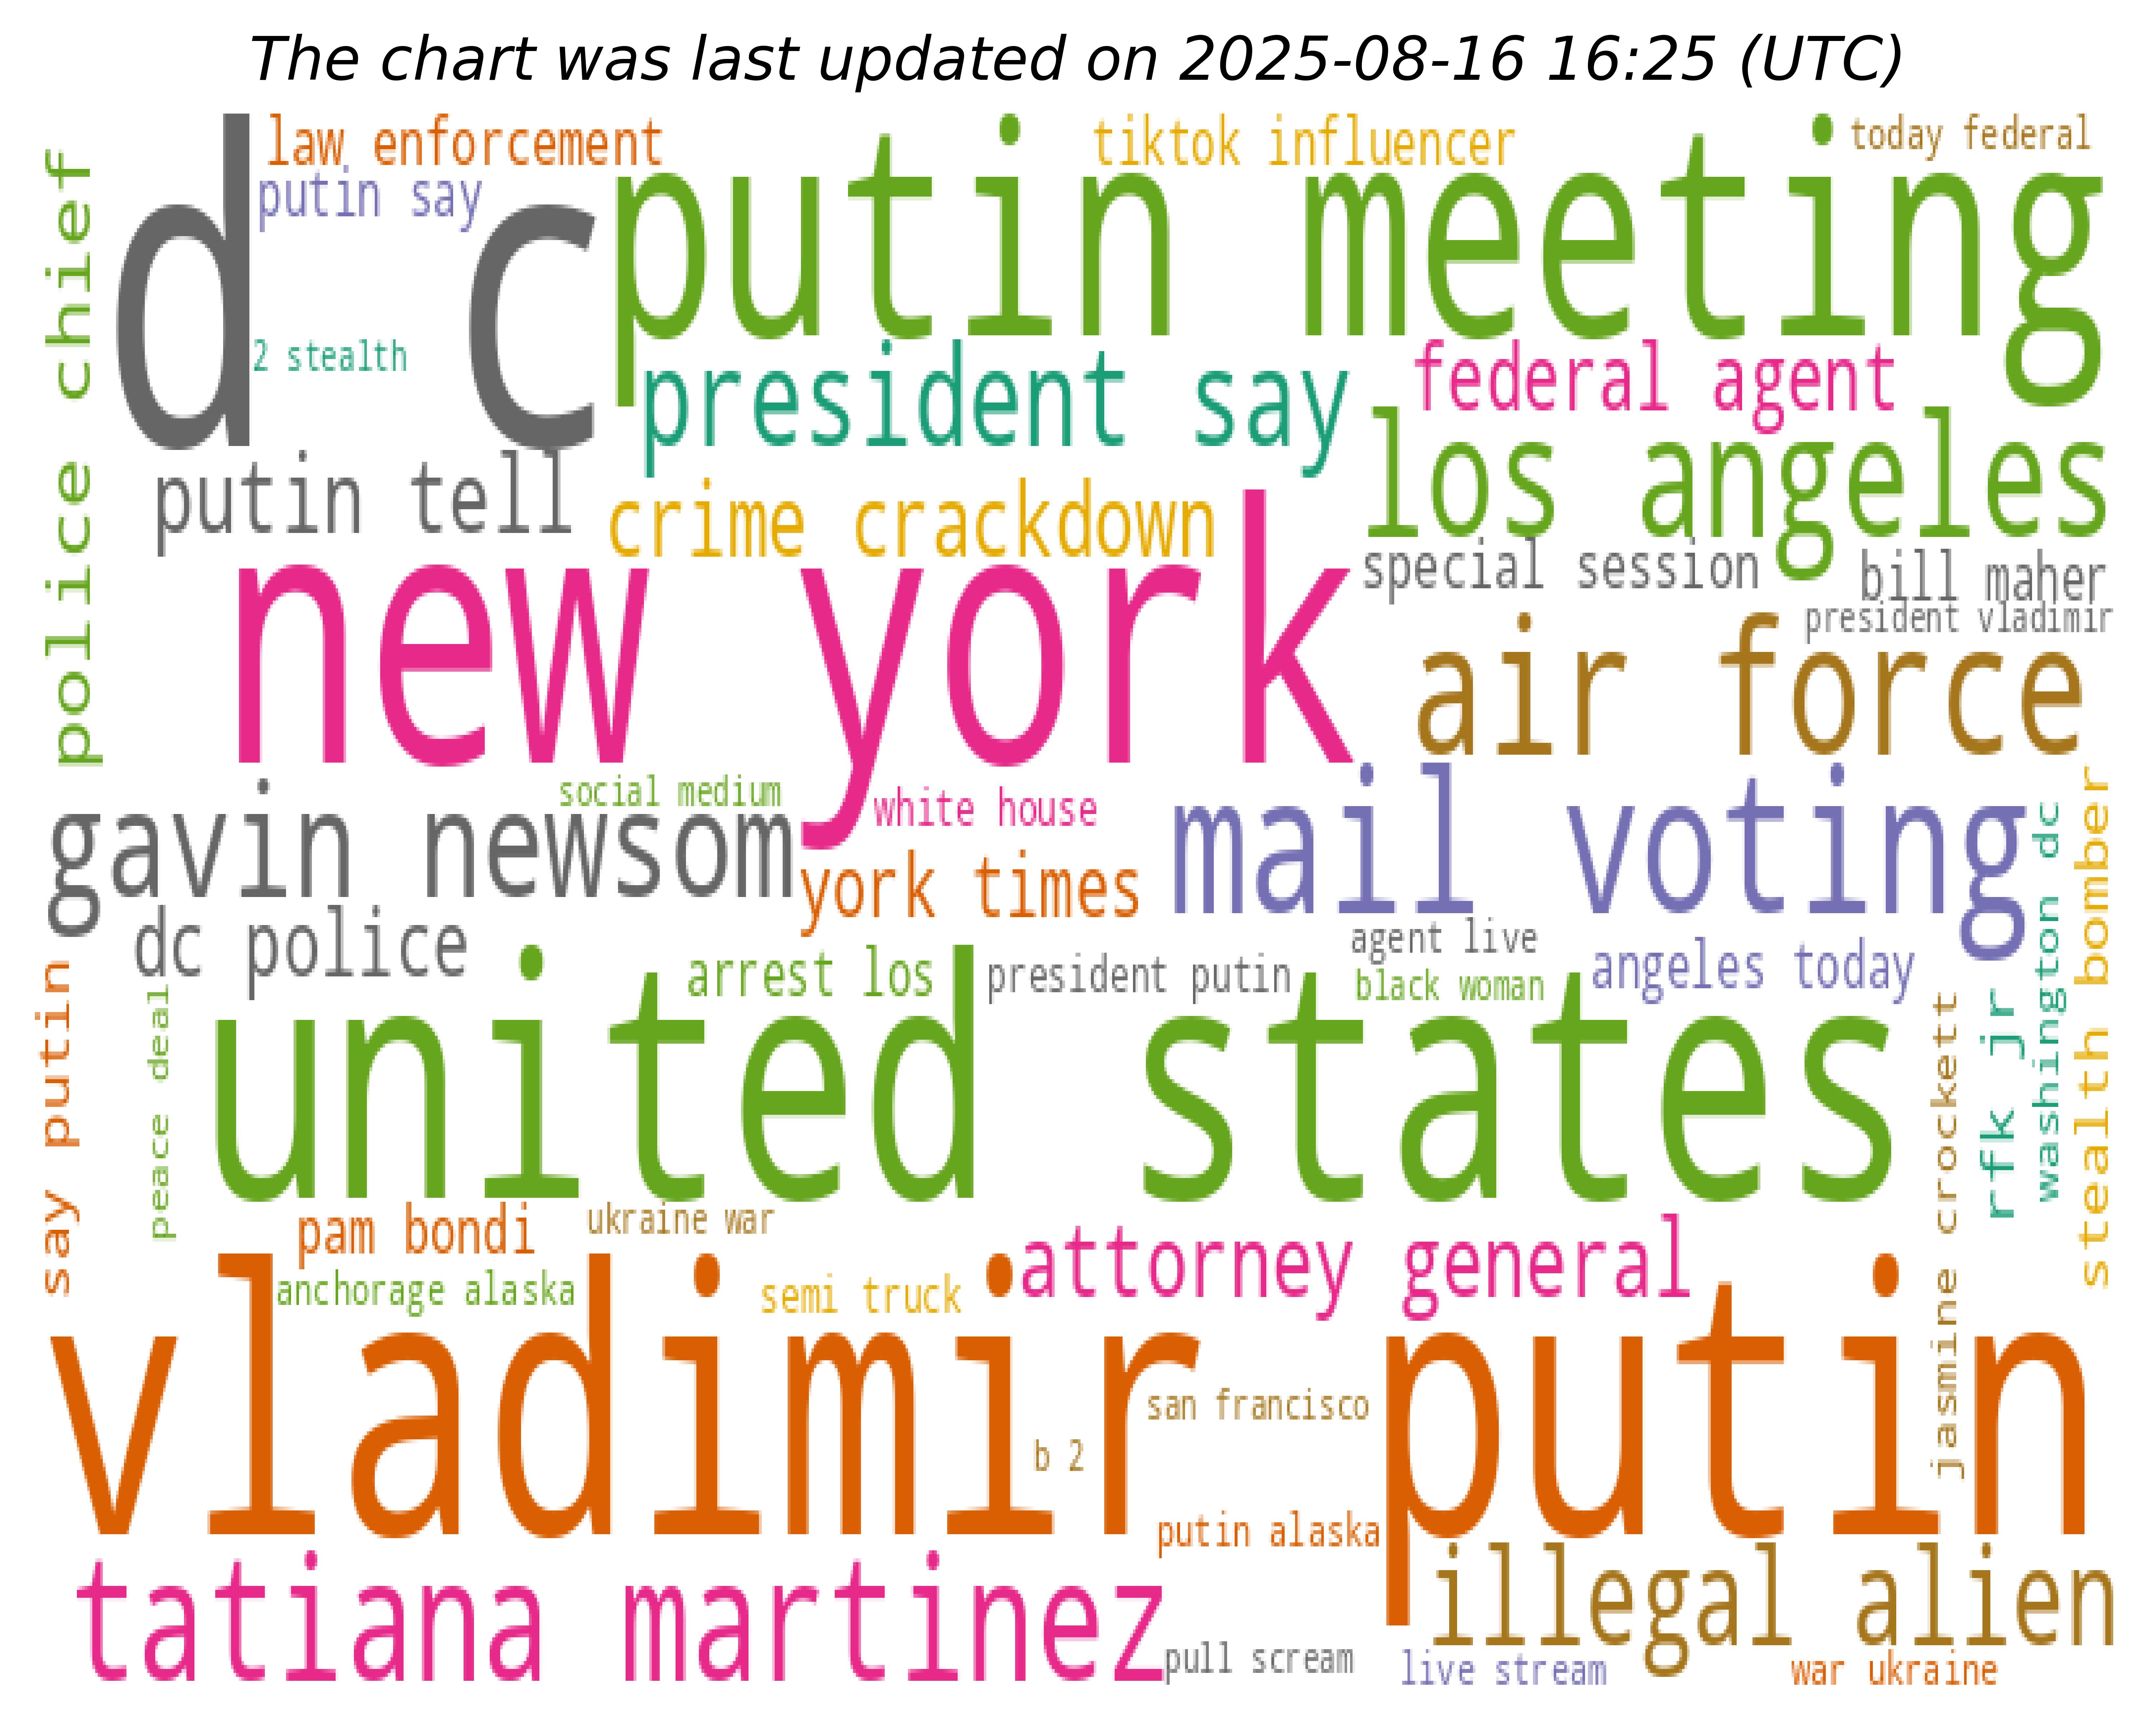 The chart was last updated on 2025-08-16 16:25 (UTC)
police chief
d c
law enforcement
putin say
2 stealth
putin meeting
tiktok influencer
today federal
president say
federal agent
los angeles
putin tell
crime crackdown
new york
special session
bill maher
president vladimir
air force
gavin newsom
social medium
white house
york times
mail voting
dc police
arrest los
president putin
agent live
black woman
angeles today
say putin
peace deal
united states
jasmine crockett
rfk jr
washington dc
stealth bomber
pam bondi
ukraine war
attorney general
anchorage alaska
semi truck
vladimir putin
san francisco
b 2
putin alaska
tatiana martinez
illegal alien
pull scream
live stream
war ukraine